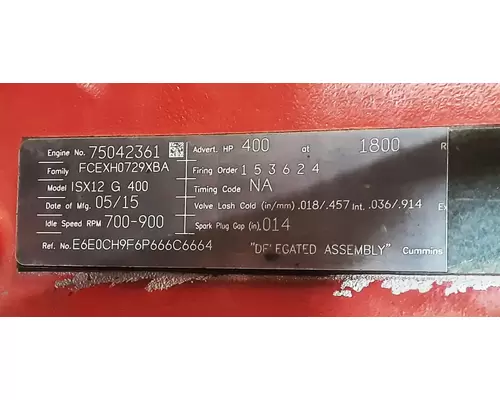 Engine No. 75042361 Advert. HP 400 at 1800 R
Family FCEXH0729XBA Firing Order 1 5 3 6 2 4
Model ISX12 G 400 Timing Code NA
Date of Mfg. 05/15 Valve Lash Cold (in/mm) .018/.457 Int. .036/.914 Ex
Idle Speed RPM 700-900 Spark Plug Gap (in) .014
Ref. No. E6E0CH9F6P666C6664 "DELEGATED ASSEMBLY" Cummins